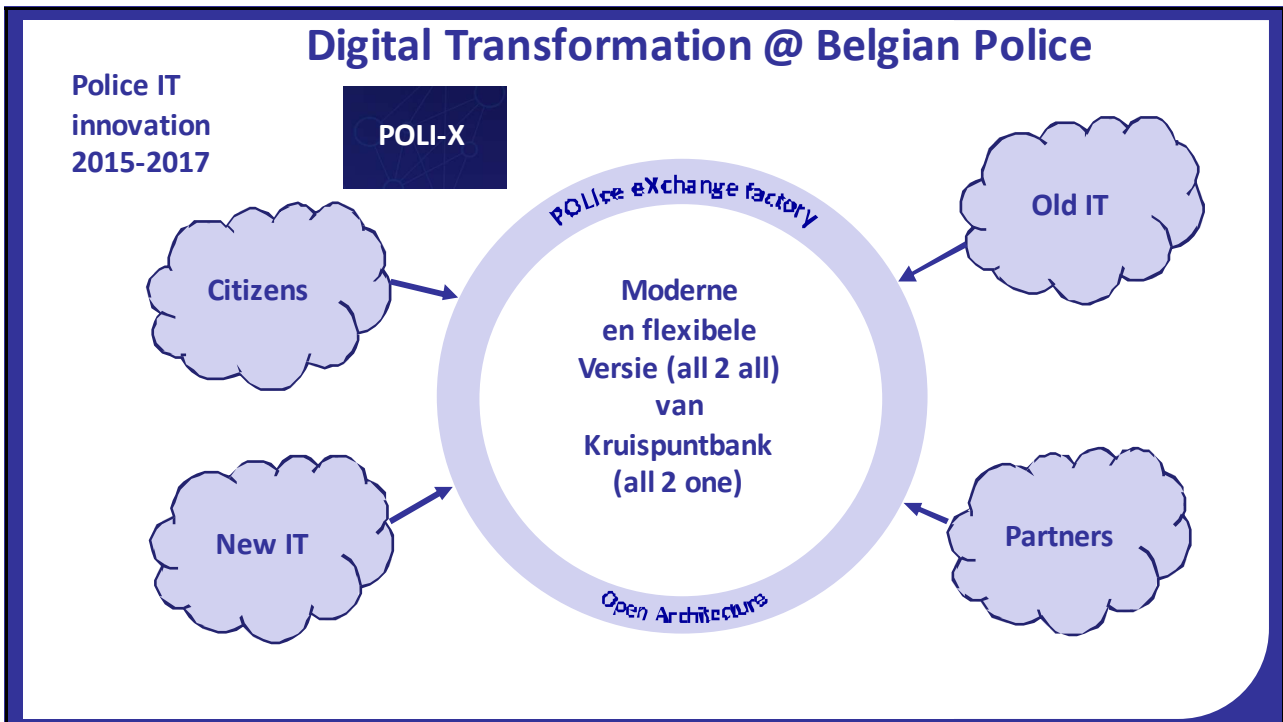 Digital Transformation @ Belgian Police
Police IT
innovation
2015-2017
POLI-X
POLice eXchange factory
Old IT
Citizens
Moderne
en flexibele
Versie (all 2 all)
van
Kruispuntbank
(all 2 one)
New IT
Partners
Open Architecture